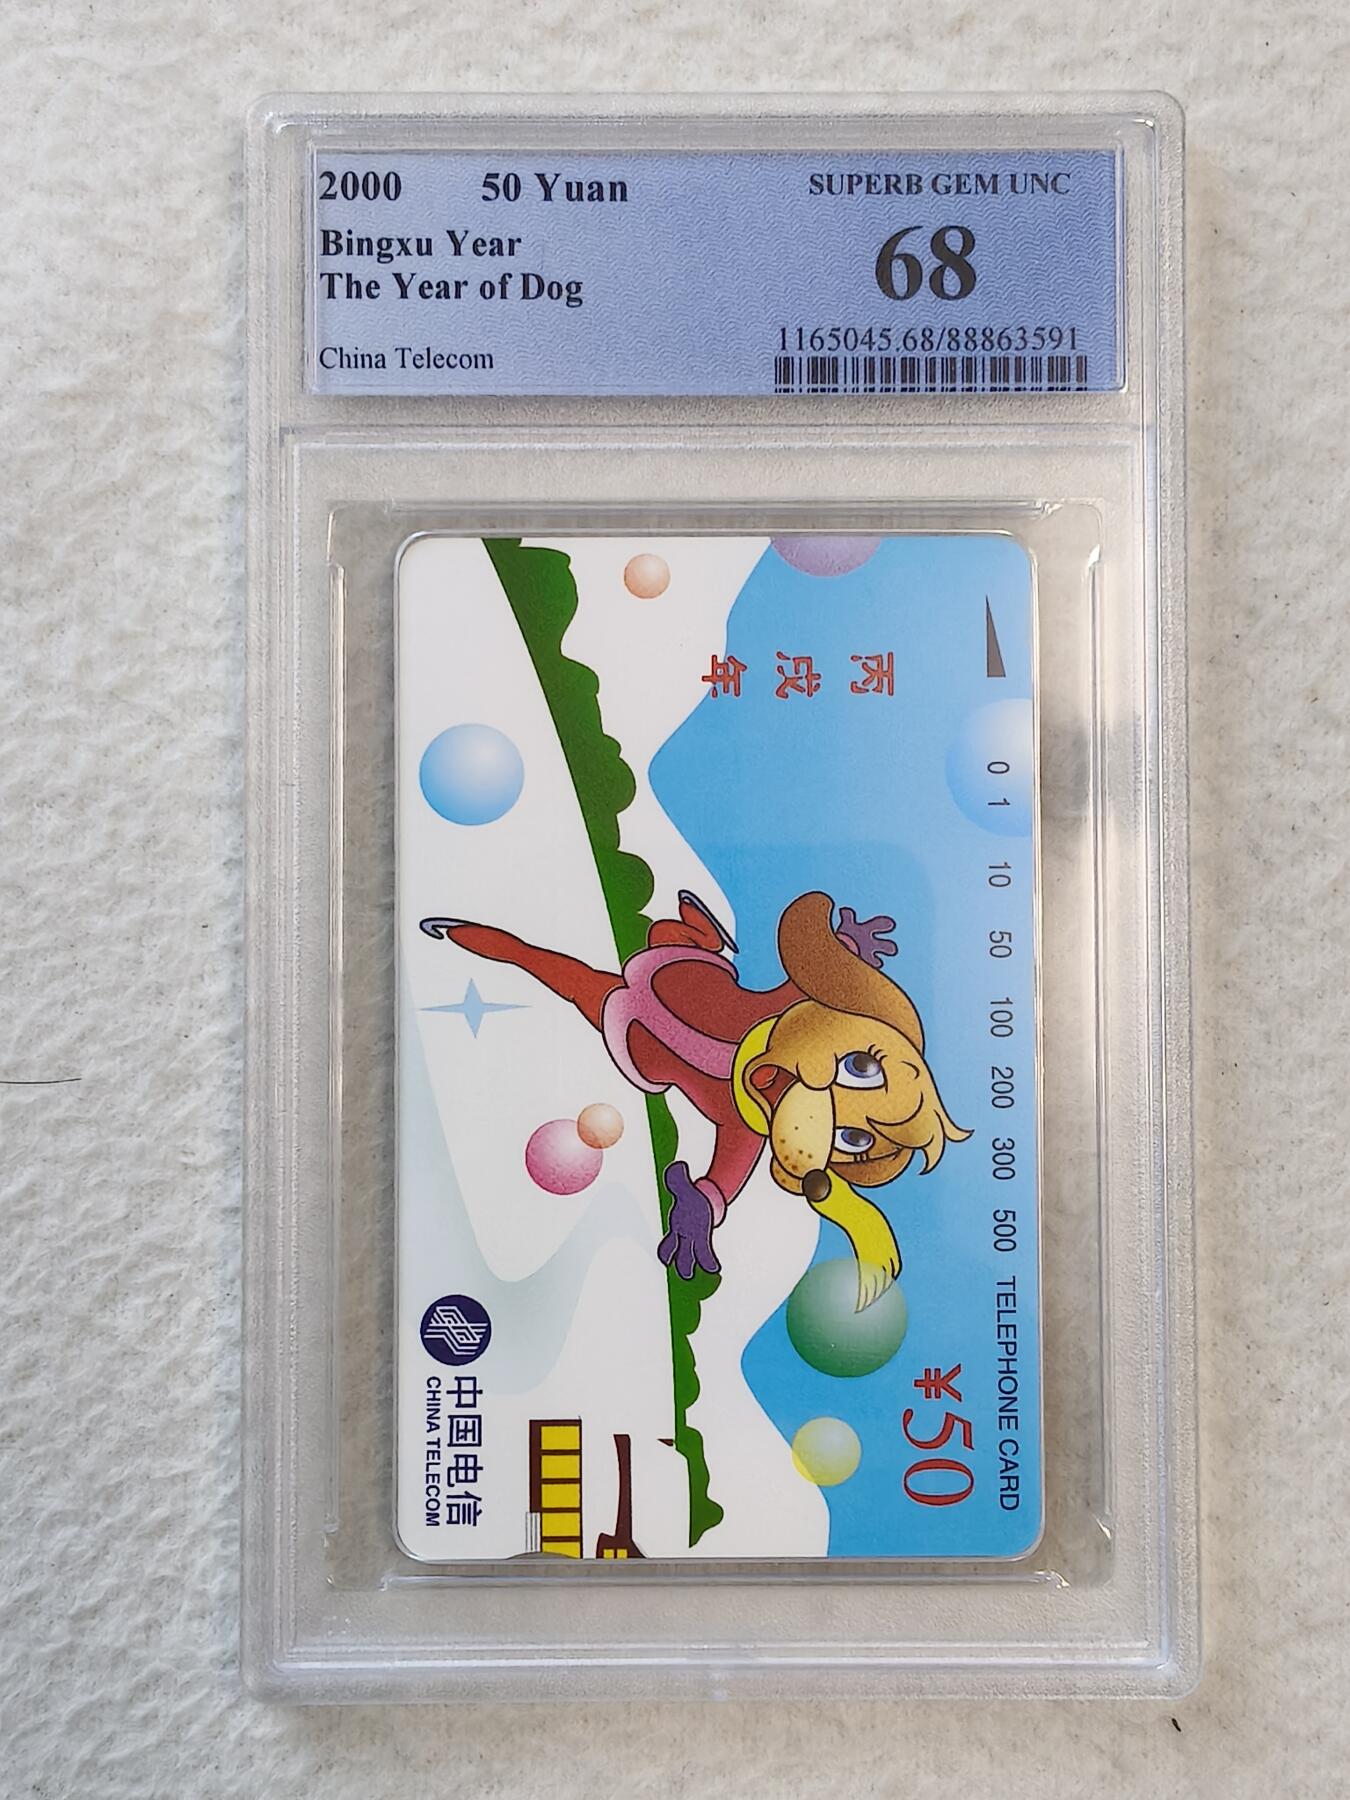 2000 50 Yuan
SUPERB GEM UNC
Bingxu Year
68
The Year of Dog
1165045.68/88863591
China Telecom
0 1 10 50 100 200 300 500 TELEPHONE CARD
¥50
丙戌年
中国电信
CHINA TELECOM